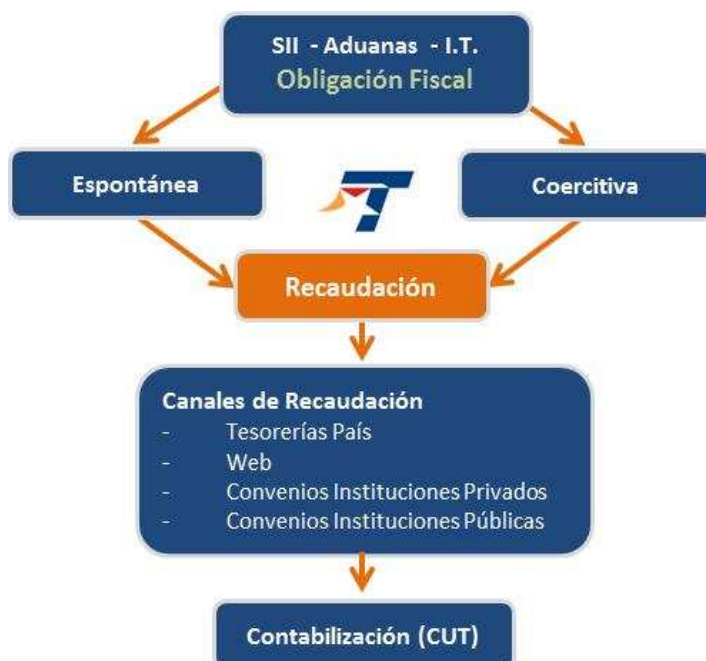 SII - Aduanas - I.T.
Obligación Fiscal
Espontánea
Coercitiva
Recaudación
Canales de Recaudación
- Tesorerías País
- Web
- Convenios Instituciones Privados
- Convenios Instituciones Públicas
Contabilización (CUT)